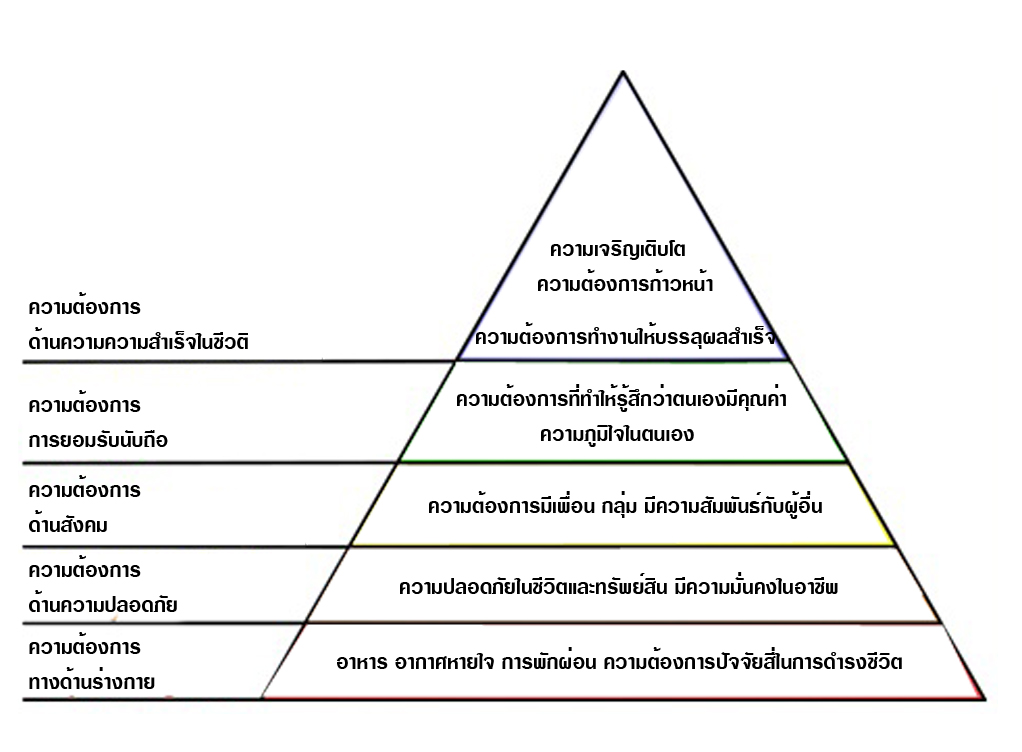 ความเจริญเติบโต
ความต้องการก้าวหน้า
ความต้องการ
ด้านความความสำเร็จในชีวติ
ความต้องการทำงานให้บรรลุผลสำเร็จ
ความต้องการ
การยอมรับนับถือ
ความต้องการที่ทำให้รู้สึกว่าตนเองมีคุณค่า
ความภูมิใจในตนเอง
ความต้องการ
ด้านสังคม
ความต้องการมีเพื่อน กลุ่ม มีความสัมพันธ์กับผู้อื่น
ความต้องการ
ด้านความปลอดภัย
ความปลอดภัยในชีวิตและทรัพย์สิน มีความมั่นคงในอาชีพ
ความต้องการ
ทางด้านร่างกาย
อาหาร อากาศหายใจ การพักผ่อน ความต้องการปัจจัยสี่ในการดำรงชีวิต